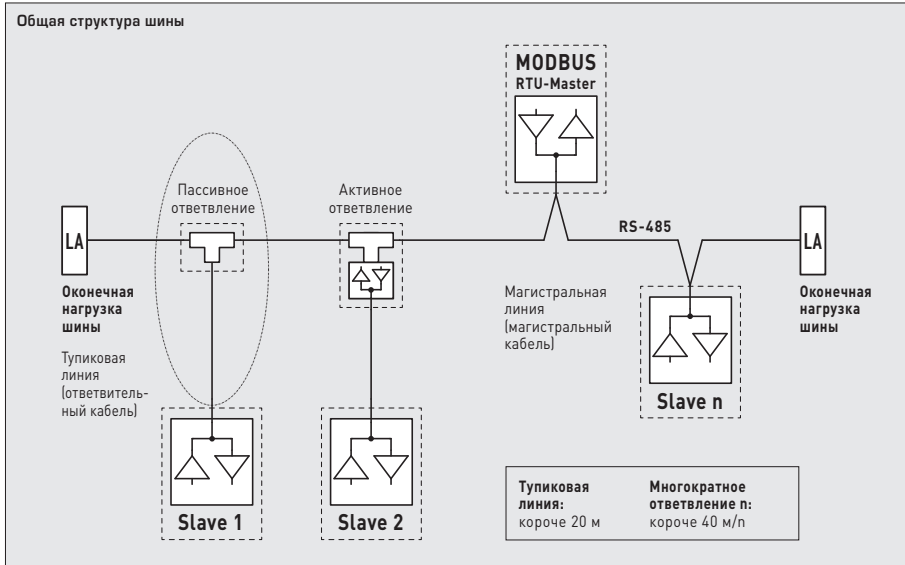 Общая структура шины
MODBUS
RTU-Master
Пассивное
ответвление
Активное
ответвление
LA
RS-485
LA
Оконечная
нагрузка
шины
Магистральная
линия
(магистральный
кабель)
Оконечная
нагрузка
шины
Тупиковая
линия
(ответвитель-
ный кабель)
Slave n
Slave 1
Slave 2
Тупиковая
линия:
короче 20 м
Многократное
ответвление n:
короче 40 м/n